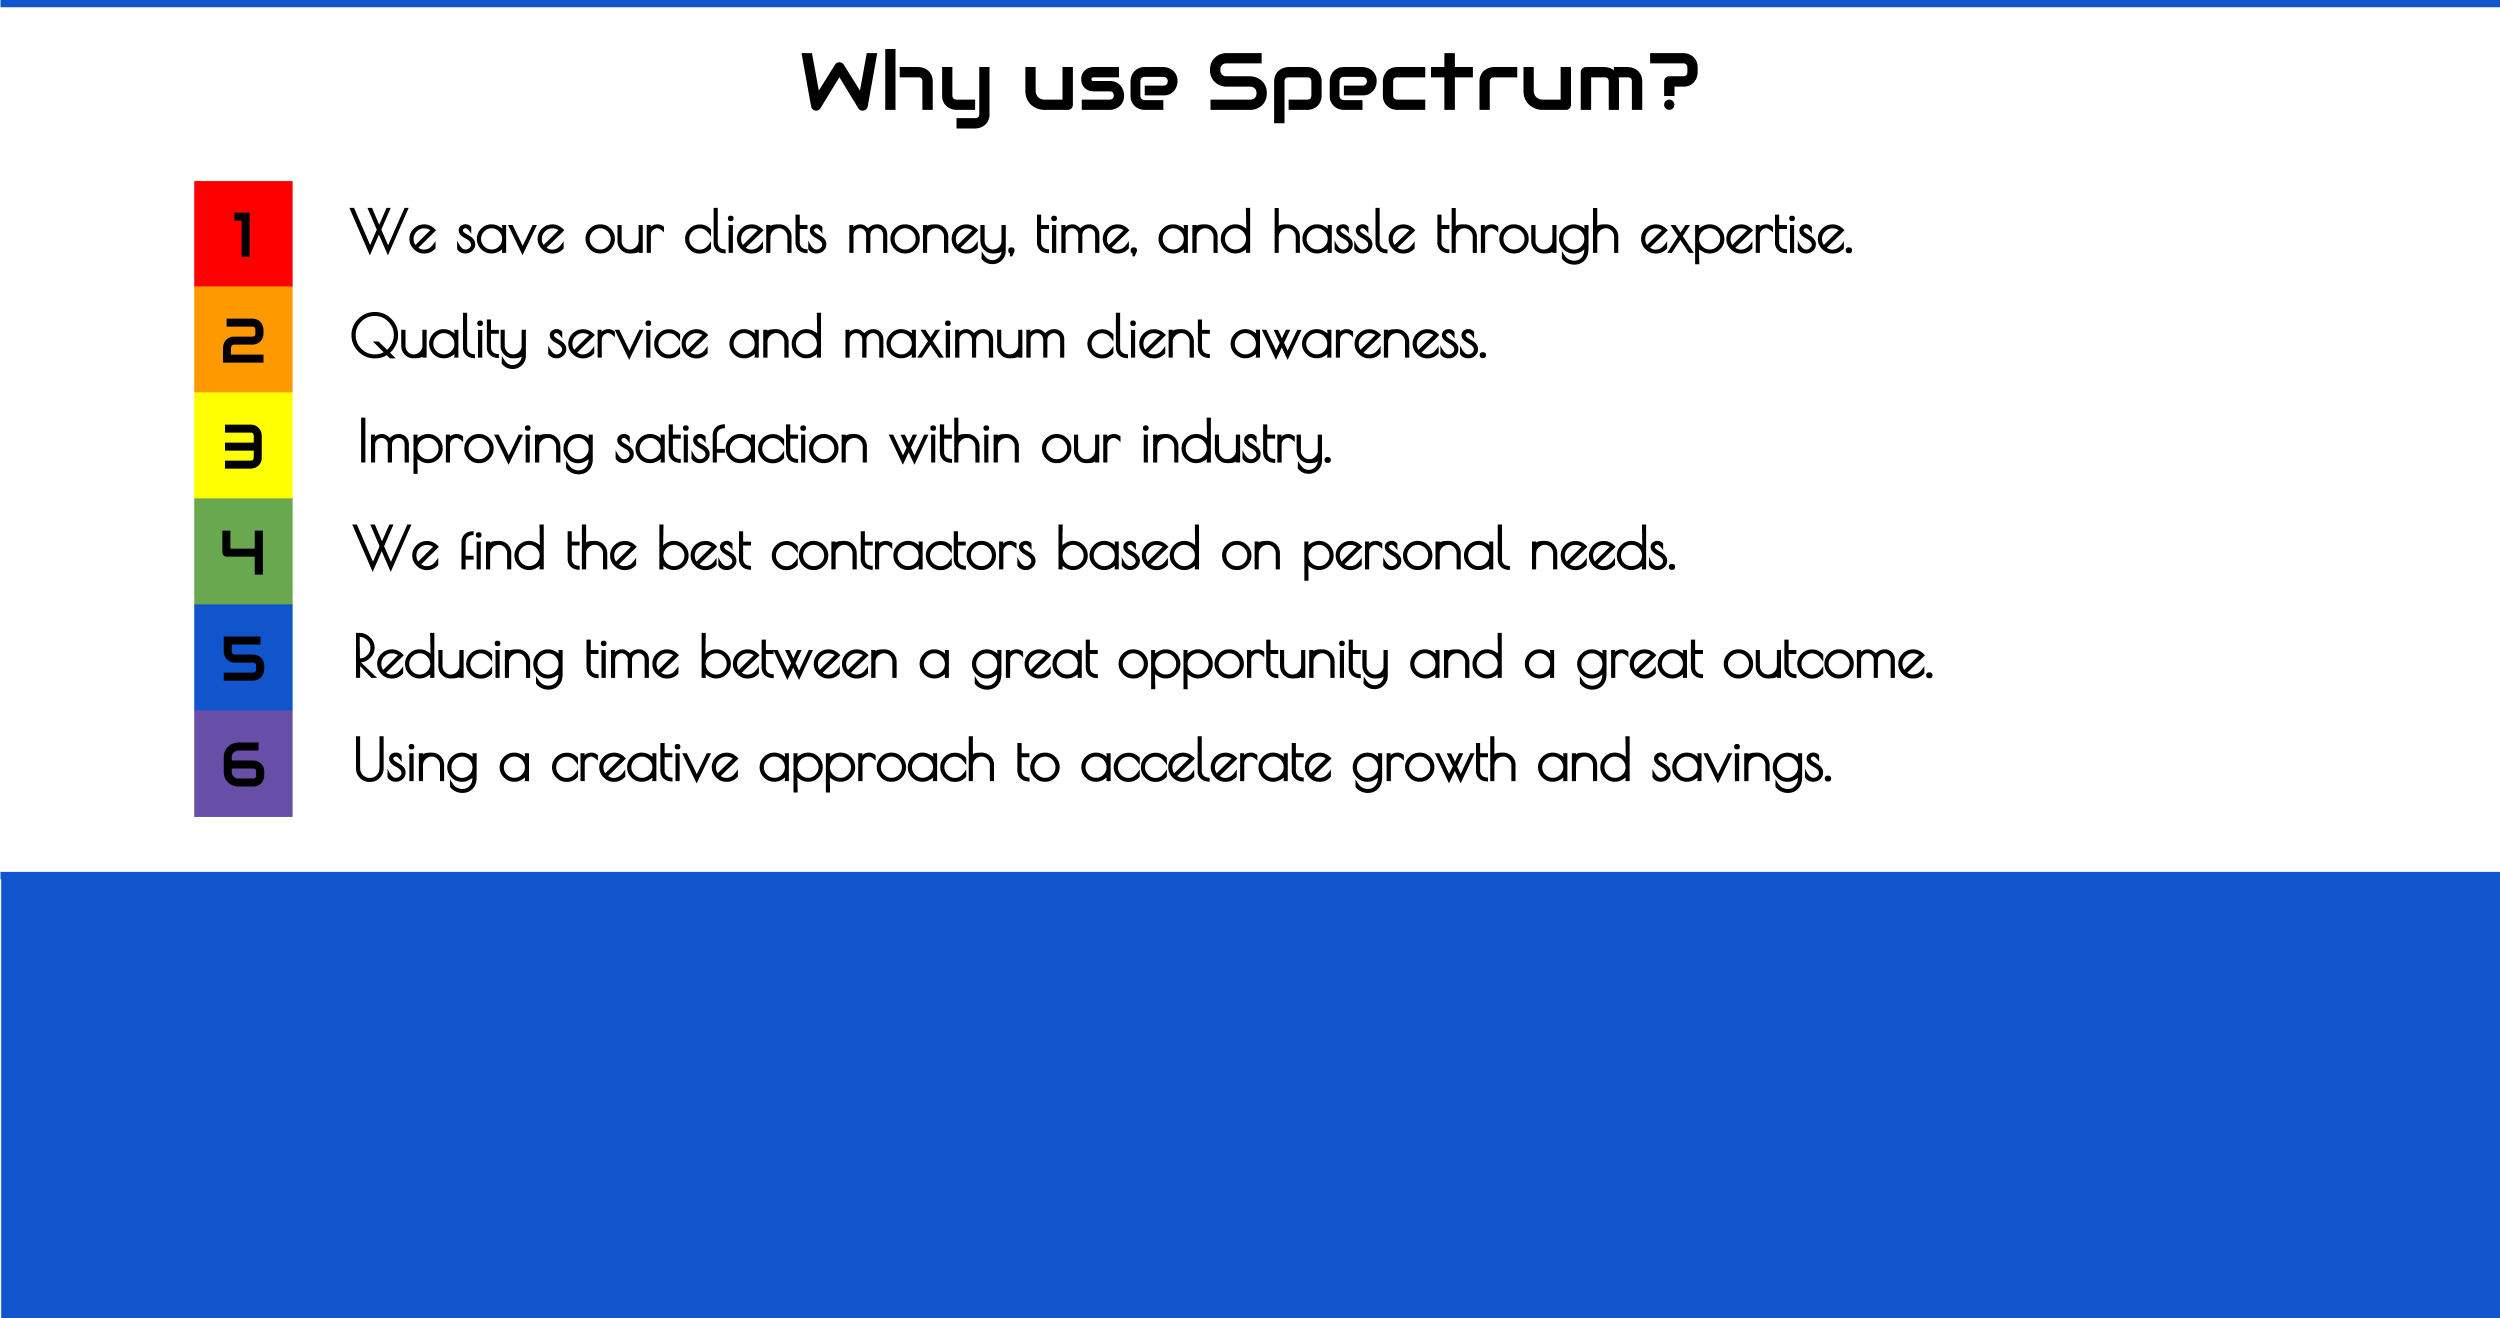 Why use Spectrum?
1 We save our clients money, time, and hassle through expertise.
2 Quality service and maximum client awareness.
3 Improving satisfaction within our industry.
4 We find the best contractors based on personal needs.
5 Reducing time between a great opportunity and a great outcome.
6 Using a creative approach to accelerate growth and savings.